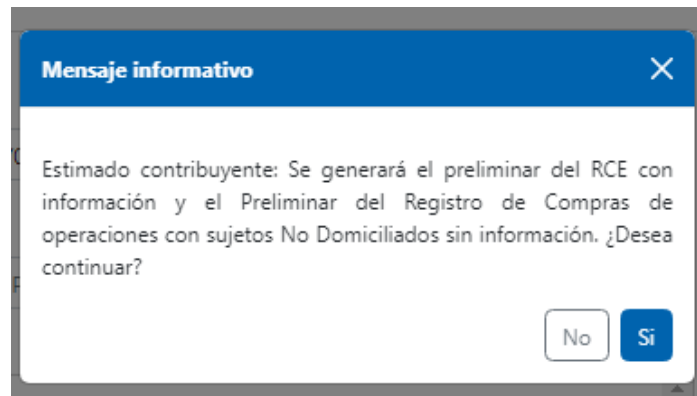 Mensaje informativo
Estimado contribuyente: Se generará el preliminar del RCE con
información y el Preliminar del Registro de Compras de
operaciones con sujetos No Domiciliados sin información. ¿Desea
continuar?
No
Si